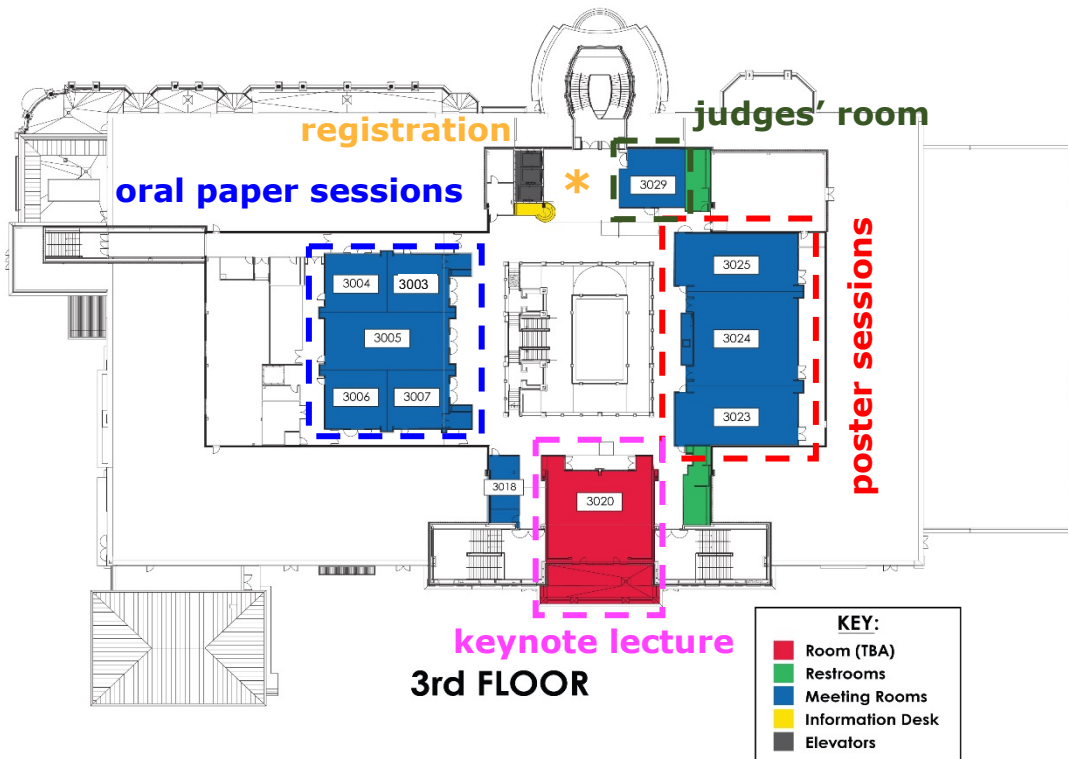 registration
judges' room
*
3029
oral paper sessions
3004
3003
3005
3006
3007
3025
3024
3023
poster sessions
3018
3020
keynote lecture
3rd FLOOR
KEY:
Room (TBA)
Restrooms
Meeting Rooms
Information Desk
Elevators